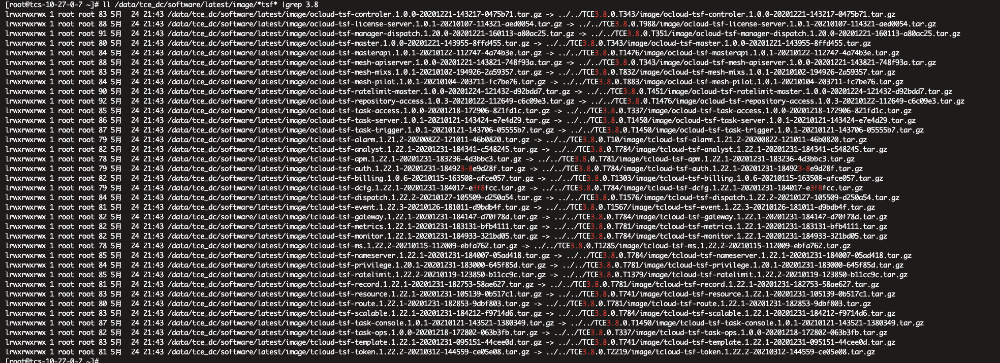 [root@tcs-10-27-0-7 ~]# ll /data/tce_dc/software/latest/image/*tsf* |grep 3.8
lrwxrwxrwx 1 root root 83 5月  24 21:43 /data/tce_dc/software/latest/image/ocloud-tsf-controler.1.0.0-20201221-143217-0475b71.tar.gz -> ../../TCE3.8.0.T343/image/ocloud-tsf-controler.1.0.0-20201221-143217-0475b71.tar.gz
lrwxrwxrwx 1 root root 88 5月  24 21:43 /data/tce_dc/software/latest/image/ocloud-tsf-license-server.1.0.1-20210107-114321-aed0054.tar.gz -> ../../TCE3.8.0.T988/image/ocloud-tsf-license-server.1.0.1-20210107-114321-aed0054.tar.gz
lrwxrwxrwx 1 root root 91 5月  24 21:43 /data/tce_dc/software/latest/image/ocloud-tsf-manager-dispatch.1.20.0-20201221-160113-a80ac25.tar.gz -> ../../TCE3.8.0.T351/image/ocloud-tsf-manager-dispatch.1.20.0-20201221-160113-a80ac25.tar.gz
lrwxrwxrwx 1 root root 80 5月  24 21:43 /data/tce_dc/software/latest/image/ocloud-tsf-master.1.0.0-20201221-143955-8ffd455.tar.gz -> ../../TCE3.8.0.T343/image/ocloud-tsf-master.1.0.0-20201221-143955-8ffd455.tar.gz
lrwxrwxrwx 1 root root 84 5月  24 21:43 /data/tce_dc/software/latest/image/ocloud-tsf-masterapi.1.0.1-20210122-112747-4a74b3e.tar.gz -> ../../TCE3.8.0.T1476/image/ocloud-tsf-masterapi.1.0.1-20210122-112747-4a74b3e.tar.gz
lrwxrwxrwx 1 root root 88 5月  24 21:43 /data/tce_dc/software/latest/image/ocloud-tsf-mesh-apiserver.1.0.0-20201221-143821-748f93a.tar.gz -> ../../TCE3.8.0.T343/image/ocloud-tsf-mesh-apiserver.1.0.0-20201221-143821-748f93a.tar.gz
lrwxrwxrwx 1 root root 83 5月  24 21:43 /data/tce_dc/software/latest/image/ocloud-tsf-mesh-mixs.1.0.1-20210102-194926-2a59357.tar.gz -> ../../TCE3.8.0.T832/image/ocloud-tsf-mesh-mixs.1.0.1-20210102-194926-2a59357.tar.gz
lrwxrwxrwx 1 root root 84 5月  24 21:43 /data/tce_dc/software/latest/image/ocloud-tsf-mesh-pilot.1.0.1-20210104-203711-fc7be76.tar.gz -> ../../TCE3.8.0.T883/image/ocloud-tsf-mesh-pilot.1.0.1-20210104-203711-fc7be76.tar.gz
lrwxrwxrwx 1 root root 90 5月  24 21:43 /data/tce_dc/software/latest/image/ocloud-tsf-ratelimit-master.1.0.0-20201224-121432-d92bdd7.tar.gz -> ../../TCE3.8.0.T451/image/ocloud-tsf-ratelimit-master.1.0.0-20201224-121432-d92bdd7.tar.gz
lrwxrwxrwx 1 root root 92 5月  24 21:43 /data/tce_dc/software/latest/image/ocloud-tsf-repository-access.1.0.3-20210122-112649-c6c09e3.tar.gz -> ../../TCE3.8.0.T1476/image/ocloud-tsf-repository-access.1.0.3-20210122-112649-c6c09e3.tar.gz
lrwxrwxrwx 1 root root 85 5月  24 21:43 /data/tce_dc/software/latest/image/ocloud-tsf-task-access.1.0.0-20201218-172906-821fd1c.tar.gz -> ../../TCE3.8.0.T337/image/ocloud-tsf-task-access.1.0.0-20201218-172906-821fd1c.tar.gz
lrwxrwxrwx 1 root root 86 5月  24 21:43 /data/tce_dc/software/latest/image/ocloud-tsf-task-server.1.0.1-20210121-143424-e7e4d29.tar.gz -> ../../TCE3.8.0.T1450/image/ocloud-tsf-task-server.1.0.1-20210121-143424-e7e4d29.tar.gz
lrwxrwxrwx 1 root root 87 5月  24 21:43 /data/tce_dc/software/latest/image/ocloud-tsf-task-trigger.1.0.1-20210121-143706-05555b7.tar.gz -> ../../TCE3.8.0.T1450/image/ocloud-tsf-task-trigger.1.0.1-20210121-143706-05555b7.tar.gz
lrwxrwxrwx 1 root root 79 5月  24 21:43 /data/tce_dc/software/latest/image/tcloud-tsf-alarm.1.21.2-20200822-121011-46b0820.tar.gz -> ../../TCE3.8.0.T10/image/tcloud-tsf-alarm.1.21.2-20200822-121011-46b0820.tar.gz
lrwxrwxrwx 1 root root 82 5月  24 21:43 /data/tce_dc/software/latest/image/tcloud-tsf-analyst.1.22.1-20201231-184341-c548245.tar.gz -> ../../TCE3.8.0.T784/image/tcloud-tsf-analyst.1.22.1-20201231-184341-c548245.tar.gz
lrwxrwxrwx 1 root root 78 5月  24 21:43 /data/tce_dc/software/latest/image/tcloud-tsf-apm.1.22.1-20201231-183236-4d3bbc3.tar.gz -> ../../TCE3.8.0.T781/image/tcloud-tsf-apm.1.22.1-20201231-183236-4d3bbc3.tar.gz
lrwxrwxrwx 1 root root 79 5月  24 21:43 /data/tce_dc/software/latest/image/tcloud-tsf-auth.1.22.1-20201231-184923-8e9d28f.tar.gz -> ../../TCE3.8.0.T784/image/tcloud-tsf-auth.1.22.1-20201231-184923-8e9d28f.tar.gz
lrwxrwxrwx 1 root root 82 5月  24 21:43 /data/tce_dc/software/latest/image/tcloud-tsf-billing.1.0.6-20210115-163508-afce057.tar.gz -> ../../TCE3.8.0.T1303/image/tcloud-tsf-billing.1.0.6-20210115-163508-afce057.tar.gz
lrwxrwxrwx 1 root root 79 5月  24 21:43 /data/tce_dc/software/latest/image/tcloud-tsf-dcfg.1.22.1-20201231-184017-e3f8fcc.tar.gz -> ../../TCE3.8.0.T784/image/tcloud-tsf-dcfg.1.22.1-20201231-184017-e3f8fcc.tar.gz
lrwxrwxrwx 1 root root 84 5月  24 21:43 /data/tce_dc/software/latest/image/tcloud-tsf-dispatch.1.22.2-20210127-105509-d250a54.tar.gz -> ../../TCE3.8.0.T1576/image/tcloud-tsf-dispatch.1.22.2-20210127-105509-d250a54.tar.gz
lrwxrwxrwx 1 root root 81 5月  24 21:43 /data/tce_dc/software/latest/image/tcloud-tsf-event.1.22.3-20210126-181011-d9bdb4f.tar.gz -> ../../TCE3.8.0.T1567/image/tcloud-tsf-event.1.22.3-20210126-181011-d9bdb4f.tar.gz
lrwxrwxrwx 1 root root 82 5月  24 21:43 /data/tce_dc/software/latest/image/tcloud-tsf-gateway.1.22.1-20201231-184147-d70f78d.tar.gz -> ../../TCE3.8.0.T784/image/tcloud-tsf-gateway.1.22.1-20201231-184147-d70f78d.tar.gz
lrwxrwxrwx 1 root root 82 5月  24 21:43 /data/tce_dc/software/latest/image/tcloud-tsf-metrics.1.22.1-20201231-183131-bfb4111.tar.gz -> ../../TCE3.8.0.T781/image/tcloud-tsf-metrics.1.22.1-20201231-183131-bfb4111.tar.gz
lrwxrwxrwx 1 root root 82 5月  24 21:43 /data/tce_dc/software/latest/image/tcloud-tsf-monitor.1.22.1-20201231-184933-321bd05.tar.gz -> ../../TCE3.8.0.T784/image/tcloud-tsf-monitor.1.22.1-20201231-184933-321bd05.tar.gz
lrwxrwxrwx 1 root root 78 5月  24 21:43 /data/tce_dc/software/latest/image/tcloud-tsf-ms.1.22.2-20210115-112009-ebfa762.tar.gz -> ../../TCE3.8.0.T1285/image/tcloud-tsf-ms.1.22.2-20210115-112009-ebfa762.tar.gz
lrwxrwxrwx 1 root root 85 5月  24 21:43 /data/tce_dc/software/latest/image/tcloud-tsf-nameserver.1.22.1-20201231-184007-05ad418.tar.gz -> ../../TCE3.8.0.T784/image/tcloud-tsf-nameserver.1.22.1-20201231-184007-05ad418.tar.gz
lrwxrwxrwx 1 root root 84 5月  24 21:43 /data/tce_dc/software/latest/image/tcloud-tsf-privilege.1.20.1-20201231-183000-645f85d.tar.gz -> ../../TCE3.8.0.T781/image/tcloud-tsf-privilege.1.20.1-20201231-183000-645f85d.tar.gz
lrwxrwxrwx 1 root root 85 5月  24 21:43 /data/tce_dc/software/latest/image/tcloud-tsf-ratelimit.1.22.2-20210119-123850-b11cc9c.tar.gz -> ../../TCE3.8.0.T1379/image/tcloud-tsf-ratelimit.1.22.2-20210119-123850-b11cc9c.tar.gz
lrwxrwxrwx 1 root root 81 5月  24 21:43 /data/tce_dc/software/latest/image/tcloud-tsf-record.1.22.1-20201231-182753-58ae627.tar.gz -> ../../TCE3.8.0.T781/image/tcloud-tsf-record.1.22.1-20201231-182753-58ae627.tar.gz
lrwxrwxrwx 1 root root 83 5月  24 21:43 /data/tce_dc/software/latest/image/tcloud-tsf-resource.1.22.1-20201231-105139-0b517c1.tar.gz -> ../../TCE3.8.0.T741/image/tcloud-tsf-resource.1.22.1-20201231-105139-0b517c1.tar.gz
lrwxrwxrwx 1 root root 80 5月  24 21:43 /data/tce_dc/software/latest/image/tcloud-tsf-route.1.22.1-20201231-182853-9dbf803.tar.gz -> ../../TCE3.8.0.T781/image/tcloud-tsf-route.1.22.1-20201231-182853-9dbf803.tar.gz
lrwxrwxrwx 1 root root 83 5月  24 21:43 /data/tce_dc/software/latest/image/tcloud-tsf-scalable.1.22.1-20201231-184212-f9714d6.tar.gz -> ../../TCE3.8.0.T784/image/tcloud-tsf-scalable.1.22.1-20201231-184212-f9714d6.tar.gz
lrwxrwxrwx 1 root root 87 5月  24 21:43 /data/tce_dc/software/latest/image/tcloud-tsf-task-console.1.0.1-20210121-143521-1380349.tar.gz -> ../../TCE3.8.0.T1450/image/tcloud-tsf-task-console.1.0.1-20210121-143521-1380349.tar.gz
lrwxrwxrwx 1 root root 82 5月  24 21:43 /data/tce_dc/software/latest/image/tcloud-tsf-task-ops.1.0.0-20201218-172802-063b3fb.tar.gz -> ../../TCE3.8.0.T337/image/tcloud-tsf-task-ops.1.0.0-20201218-172802-063b3fb.tar.gz
lrwxrwxrwx 1 root root 83 5月  24 21:43 /data/tce_dc/software/latest/image/tcloud-tsf-template.1.22.1-20201231-095151-44cee0d.tar.gz -> ../../TCE3.8.0.T741/image/tcloud-tsf-template.1.22.1-20201231-095151-44cee0d.tar.gz
lrwxrwxrwx 1 root root 81 5月  24 21:43 /data/tce_dc/software/latest/image/tcloud-tsf-token.1.22.2-20210312-144559-ce05e08.tar.gz -> ../../TCE3.8.0.T2219/image/tcloud-tsf-token.1.22.2-20210312-144559-ce05e08.tar.gz
[root@tcs-10-27-0-7 ~]#